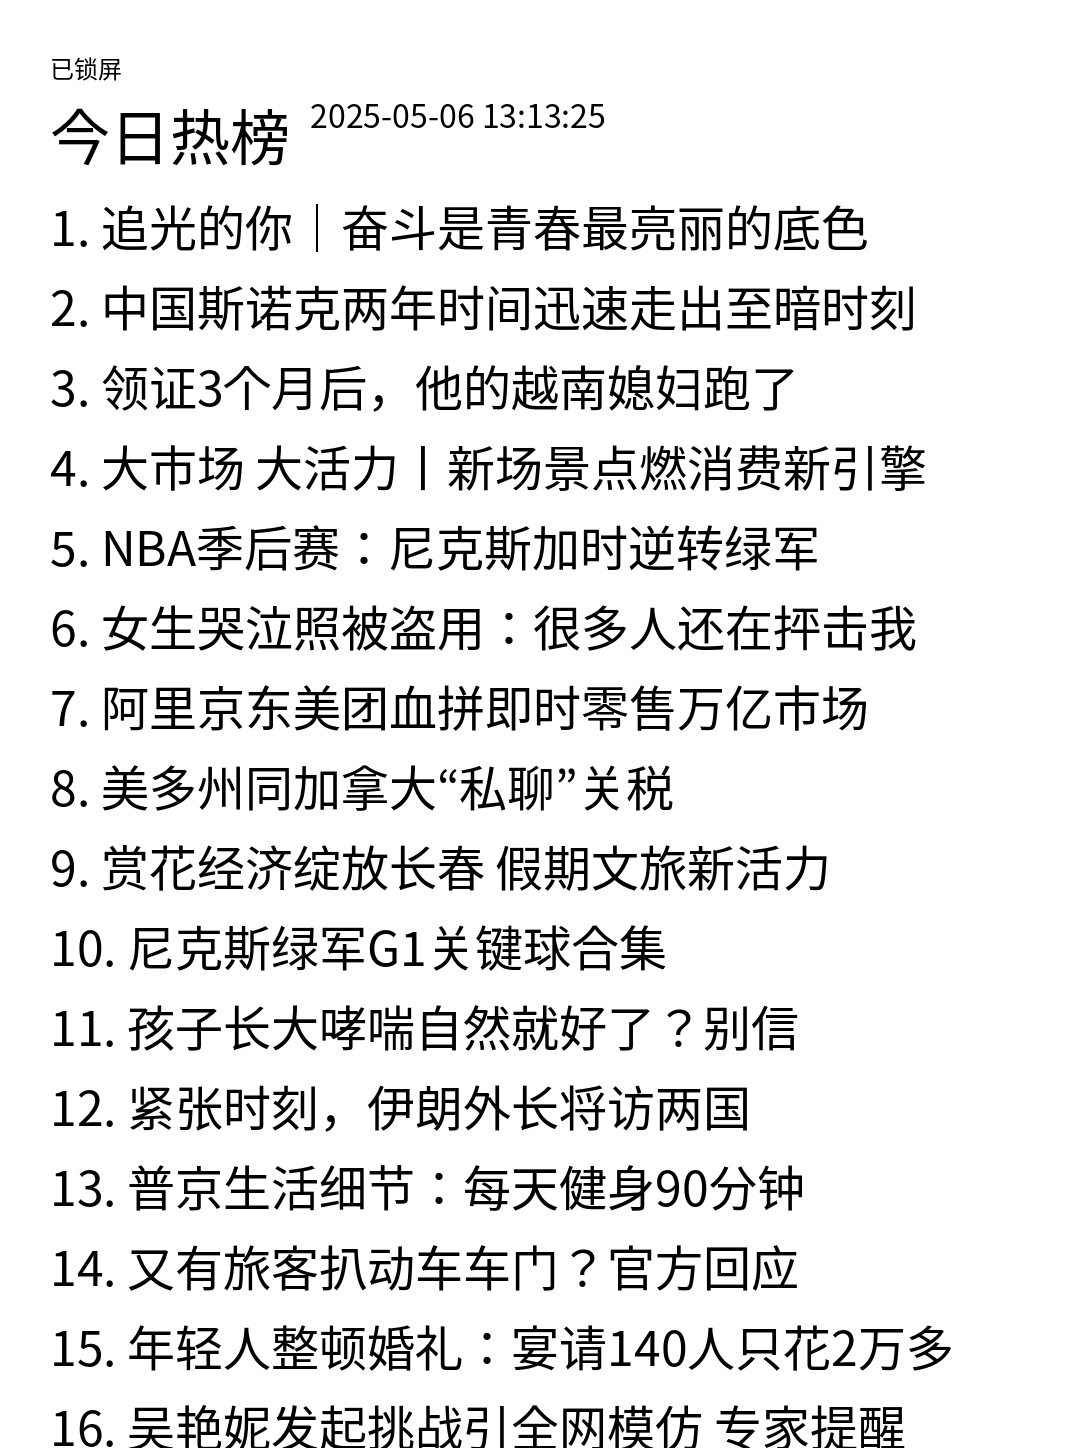 已锁屏
今日热榜 2025-05-06 13:13:25
1. 追光的你｜奋斗是青春最亮丽的底色
2. 中国斯诺克两年时间迅速走出至暗时刻
3. 领证3个月后，他的越南媳妇跑了
4. 大市场 大活力丨新场景点燃消费新引擎
5. NBA季后赛：尼克斯加时逆转绿军
6. 女生哭泣照被盗用：很多人还在抨击我
7. 阿里京东美团血拼即时零售万亿市场
8. 美多州同加拿大“私聊”关税
9. 赏花经济绽放长春 假期文旅新活力
10. 尼克斯绿军G1关键球合集
11. 孩子长大哮喘自然就好了？别信
12. 紧张时刻，伊朗外长将访两国
13. 普京生活细节：每天健身90分钟
14. 又有旅客扒动车车门？官方回应
15. 年轻人整顿婚礼：宴请140人只花2万多
16. 吴艳妮发起挑战引全网模仿 专家提醒